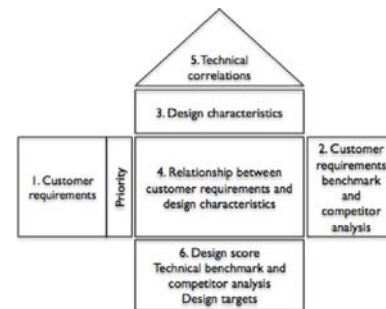 5. Technical
correlations
3. Design characteristics
1. Customer
requirements
Priority
4. Relationship between
customer requirements and
design characteristics
2. Customer
requirements
benchmark
and
competitor
analysis
6. Design score
Technical benchmark and
competitor analysis
Design targets